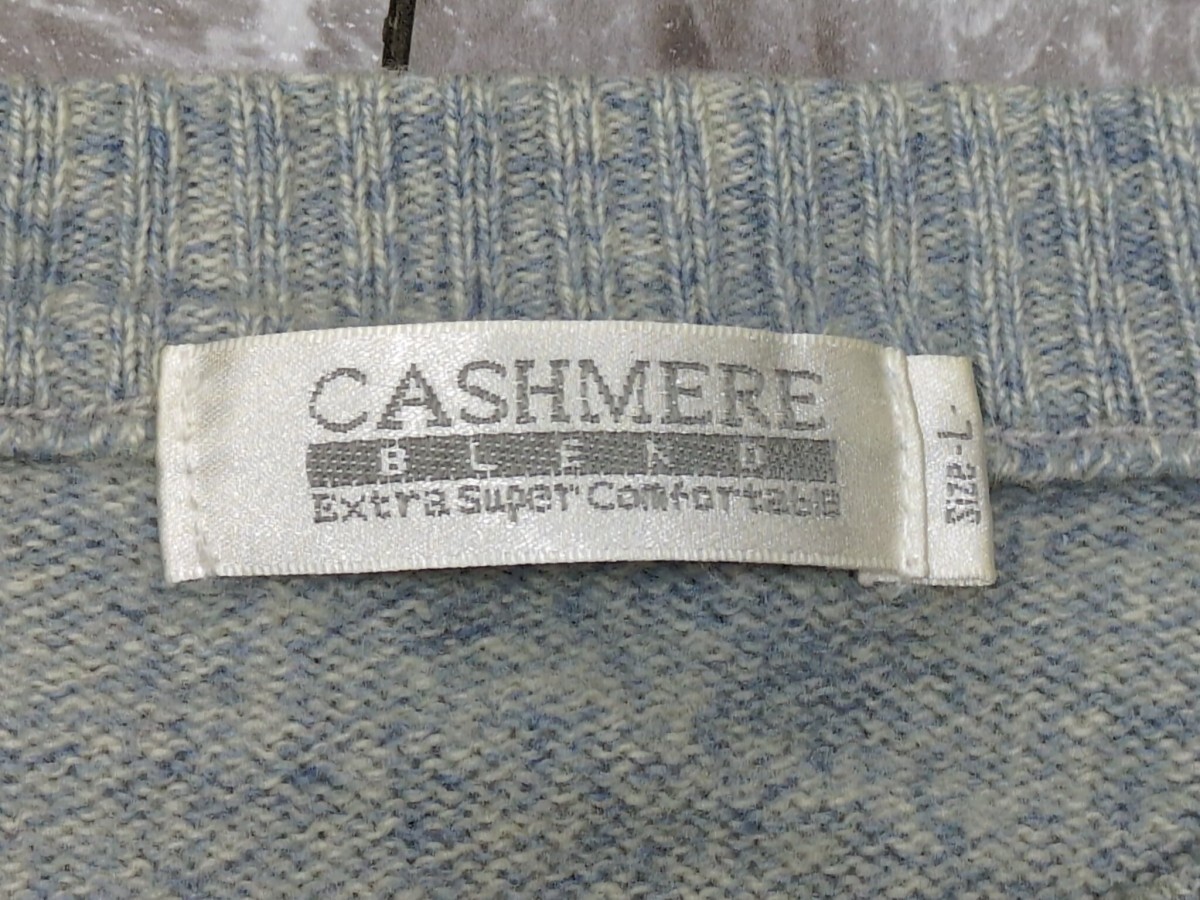 CASHMERE
BLEND
Extra Super Comfortable
Size-L